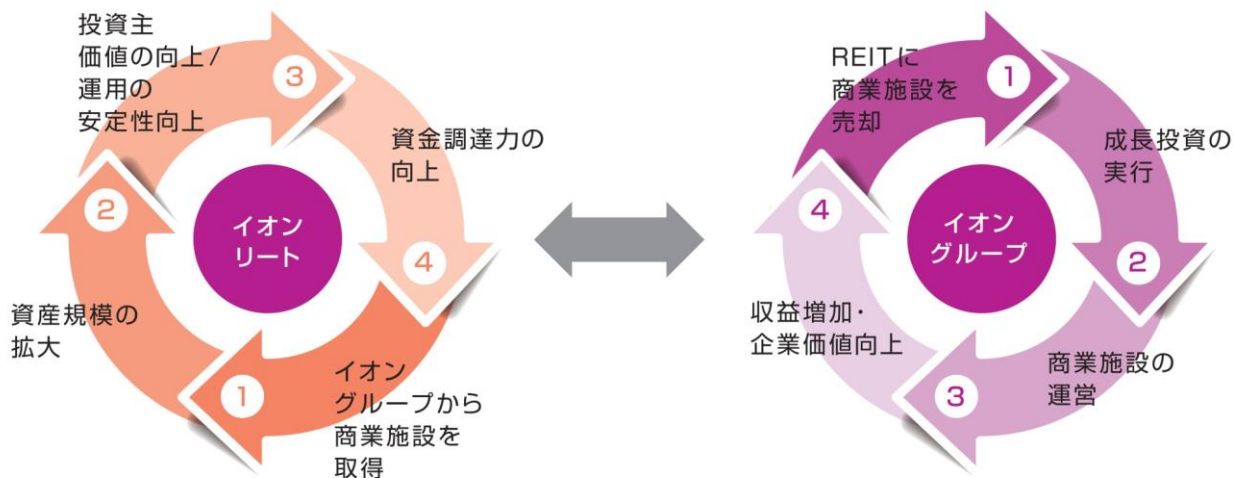 投資主
価値の向上/
運用の
安定性向上
3
資金調達力の
向上
2
イオン
リート
4
資産規模の
拡大
1
イオン
グループから
商業施設を
取得
REITに
商業施設を
売却
1
成長投資の
実行
4
イオン
グループ
2
収益増加・
企業価値向上
商業施設の
運営
3